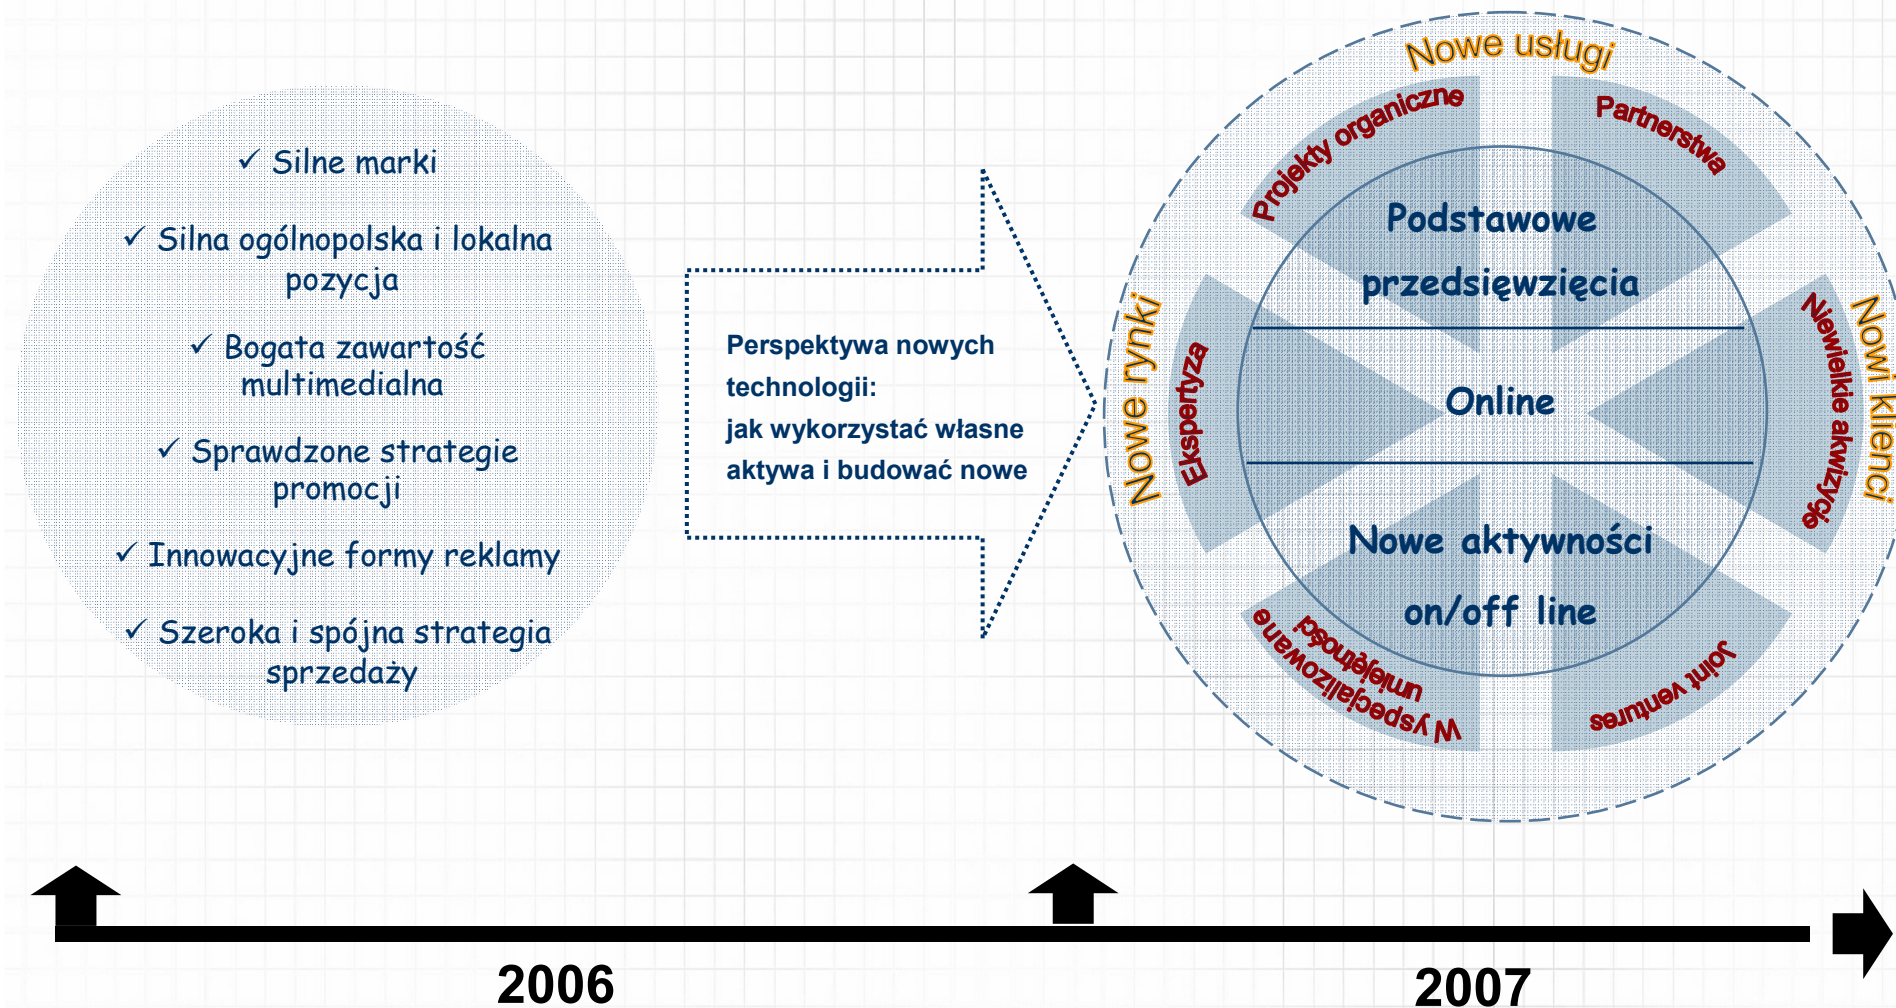 ✓ Silne marki
✓ Silna ogólnopolska i lokalna
pozycja
✓ Bogata zawartość
multimedialna
✓ Sprawdzone strategie
promocji
✓ Innowacyjne formy reklamy
✓ Szeroka i spójna strategia
sprzedaży
Perspektywa nowych
technologii:
jak wykorzystać własne
aktywa i budować nowe
Nowe usługi
Projekty organiczne
Partnerstwa
Nowe rynki
Ekspertyza
Niewielkie akwizycje
Nowi klienci
Podstawowe
przedsięwzięcia
Online
Nowe aktywności
on/off line
Wyspecjalizowane
umiejętności
Joint ventures
2006
2007